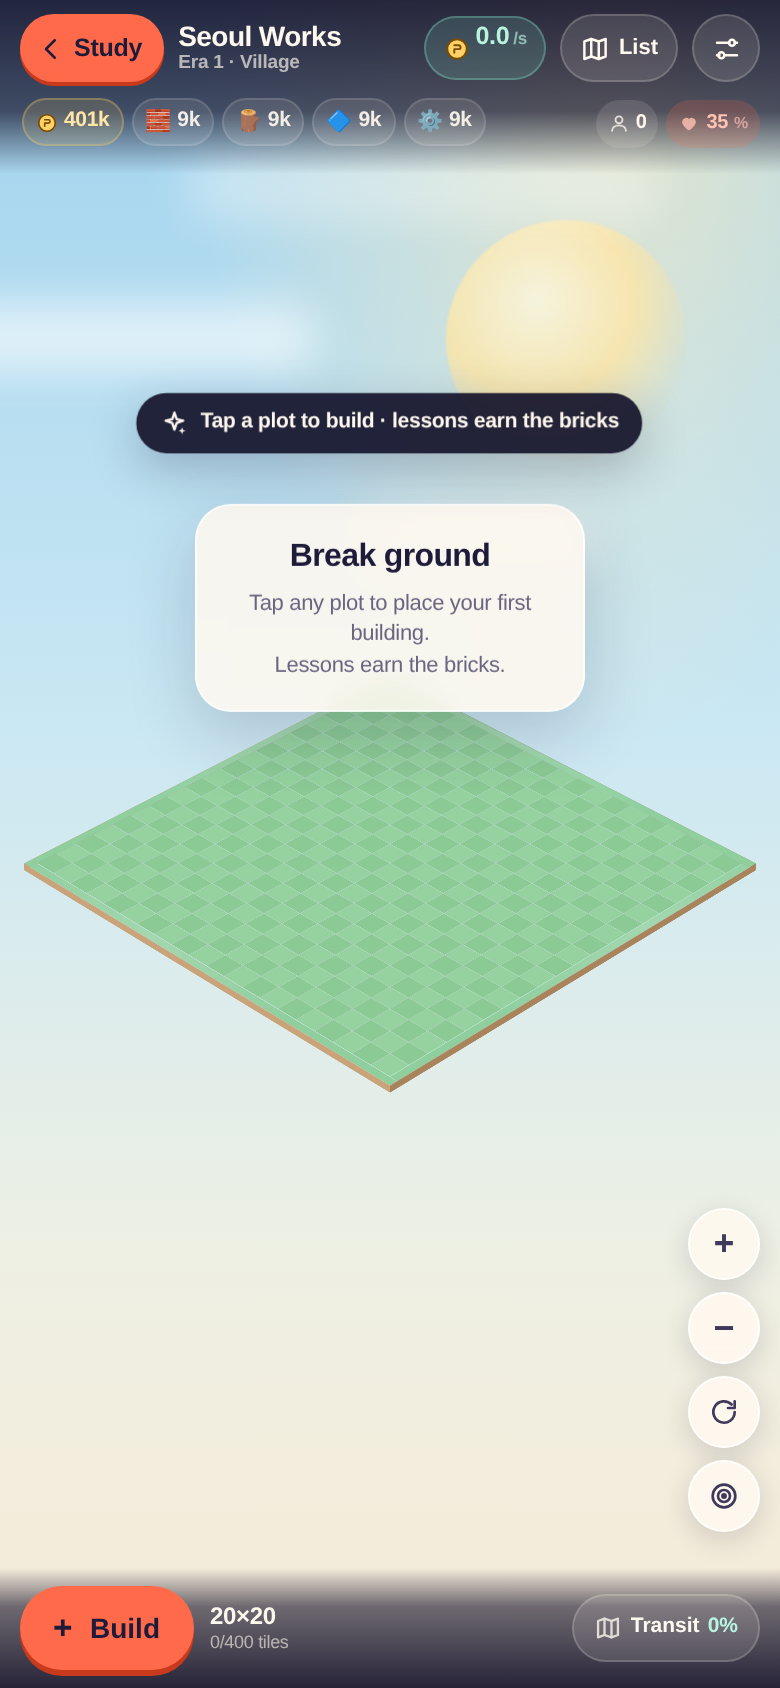 Study
Seoul Works
Era 1 · Village
0.0 /s
List
401k
9k
9k
9k
9k
0
35 %
Tap a plot to build · lessons earn the bricks
Break ground
Tap any plot to place your first
building.
Lessons earn the bricks.
+
−
+ Build
20×20
0/400 tiles
Transit 0%